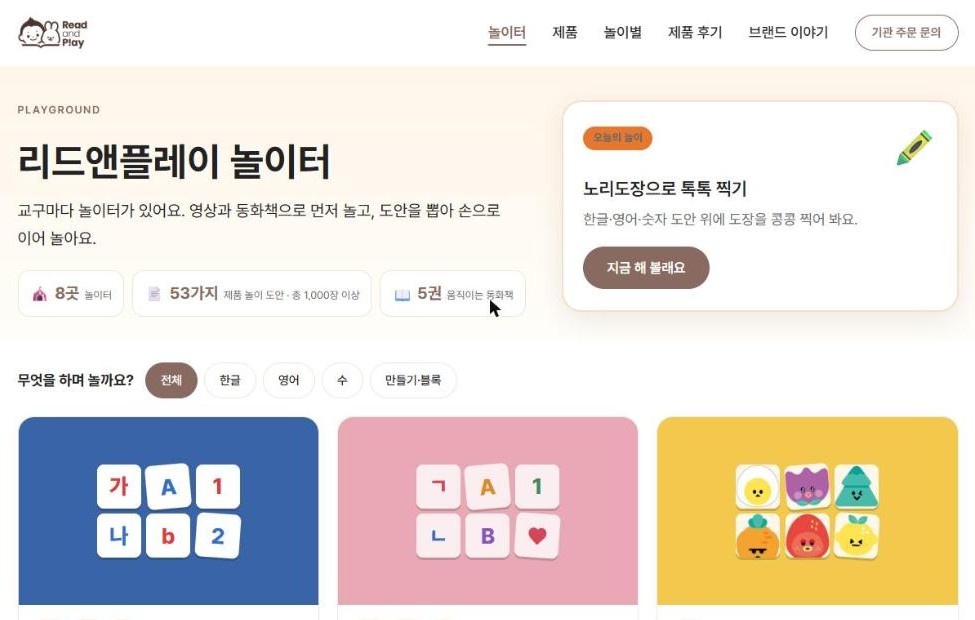 Read
and
Play
놀이터 제품 놀이별 제품 후기 브랜드 이야기 기관 주문 문의
PLAYGROUND
리드앤플레이 놀이터
교구마다 놀이터가 있어요. 영상과 동화책으로 먼저 놀고, 도안을 뽑아 손으로
이어 놀아요.
8곳 놀이터 53가지 제품 놀이 도안 · 총 1,000장 이상 5권 움직이는 동화책
오늘의 놀이
노리도장으로 톡톡 찍기
한글·영어·숫자 도안 위에 도장을 콩콩 찍어 봐요.
지금 해 볼래요
무엇을 하며 놀까요? 전체 한글 영어 수 만들기·블록
가 A 1
나 b 2
ㄱ A 1
ㄴ B